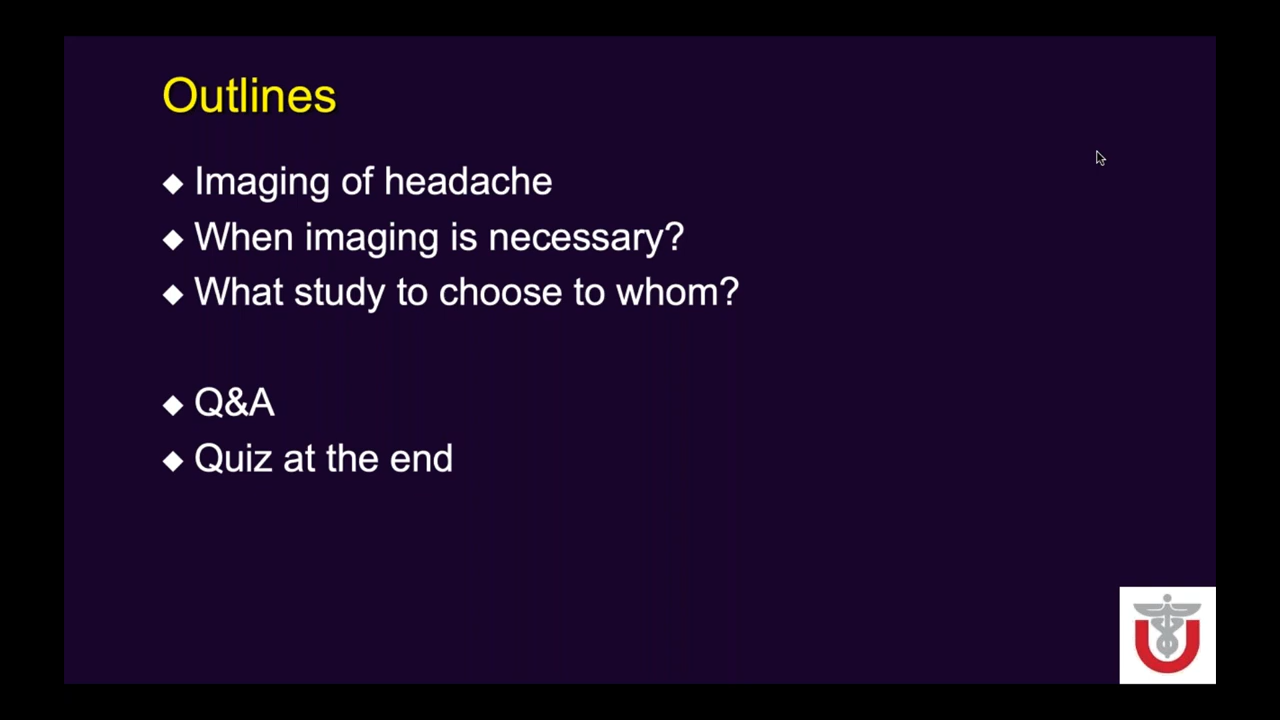 Outlines
◆ Imaging of headache
◆ When imaging is necessary?
◆ What study to choose to whom?
◆ Q&A
◆ Quiz at the end
U